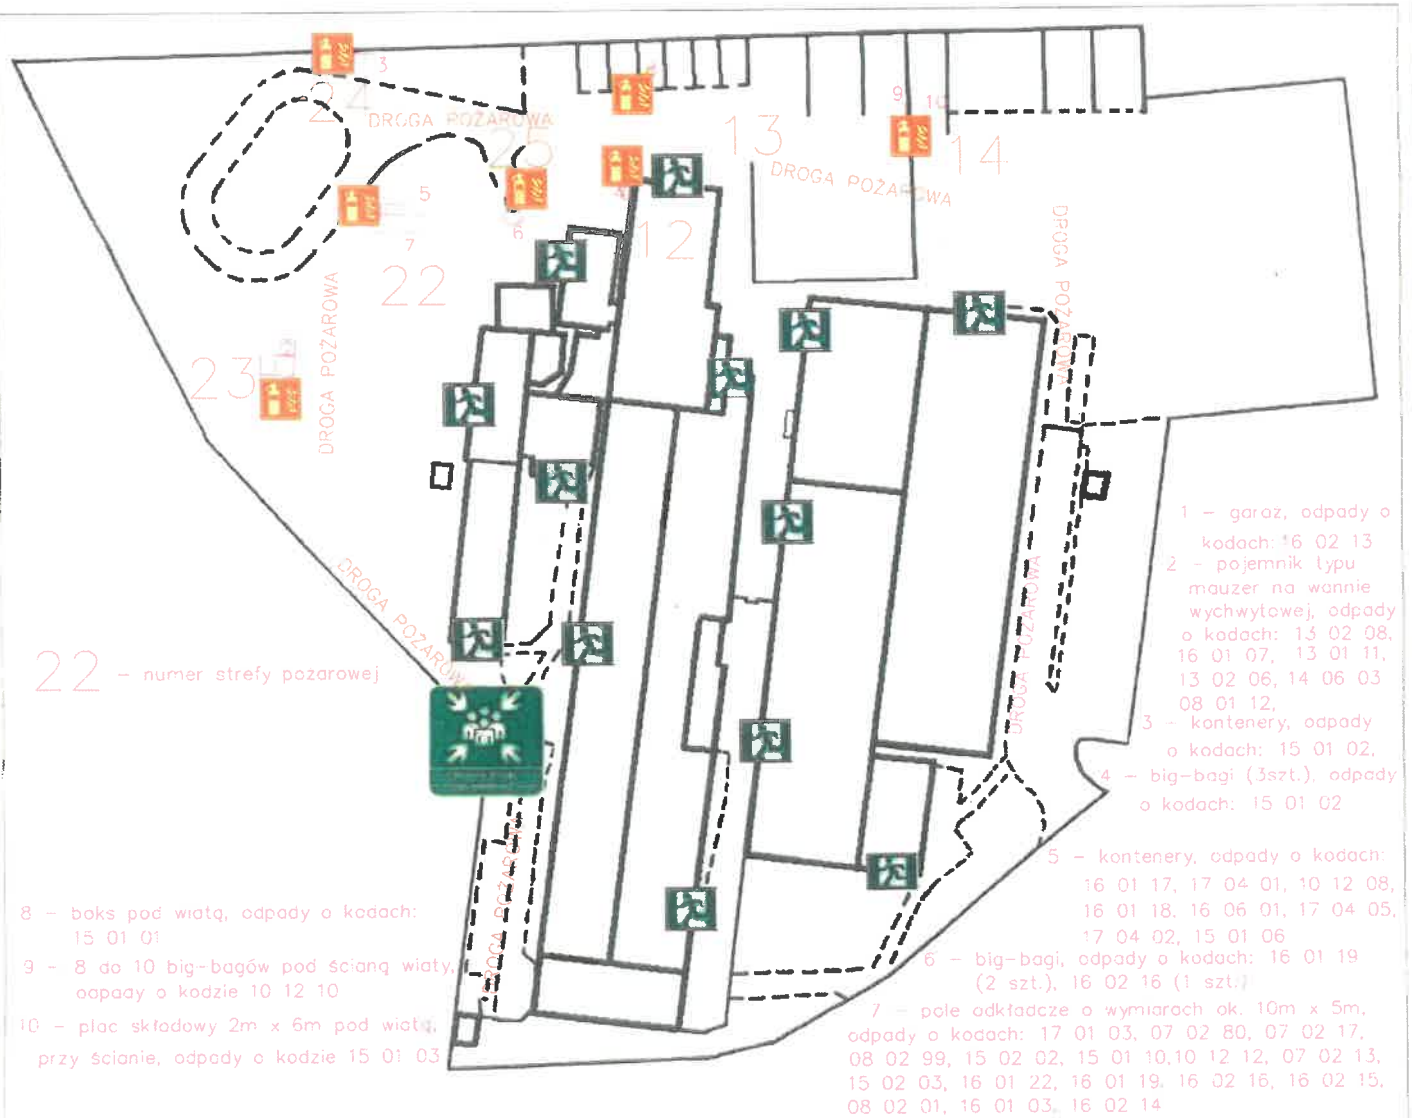 3
24
DROGA POŻAROWA
25
13
9 10
14
DROGA POŻAROWA
5
6
12
7
22
DROGA POŻAROWA
DROGA POŻAROWA
23
DROGA POŻAROWA
DROGA POŻAROWA
DROGA POŻAROWA
22 – numer strefy pozarowej
1 – garaz, odpady o
kodach: 16 02 13
2 – pojemnik typu
mauzer na wannie
wychwytowej, odpady
o kodach: 13 02 08,
16 01 07, 13 01 11,
13 02 06, 14 06 03
08 01 12,
3 – kontenery, odpady
o kodach: 15 01 02,
4 – big-bagi (3szt.), odpady
o kodach: 15 01 02
5 – kontenery, odpady o kodach:
16 01 17, 17 04 01, 10 12 08,
16 01 18, 16 06 01, 17 04 05,
17 04 02, 15 01 06
6 – big-bagi, odpady o kodach: 16 01 19
(2 szt.), 16 02 16 (1 szt.)
7 – pole odkładcze o wymiarach ok. 10m x 5m,
odpady o kodach: 17 01 03, 07 02 80, 07 02 17,
08 02 99, 15 02 02, 15 01 10,10 12 12, 07 02 13,
15 02 03, 16 01 22, 16 01 19, 16 02 16, 16 02 15,
08 02 01, 16 01 03, 16 02 14
8 – boks pod wiatą, odpady o kodach:
15 01 01
9 – 8 do 10 big-bagów pod ścianą wiaty,
odpady o kodzie 10 12 10
10 – plac składowy 2m x 6m pod wiatą,
przy ścianie, odpady o kodzie 15 01 03
DROGA POŻAROWA